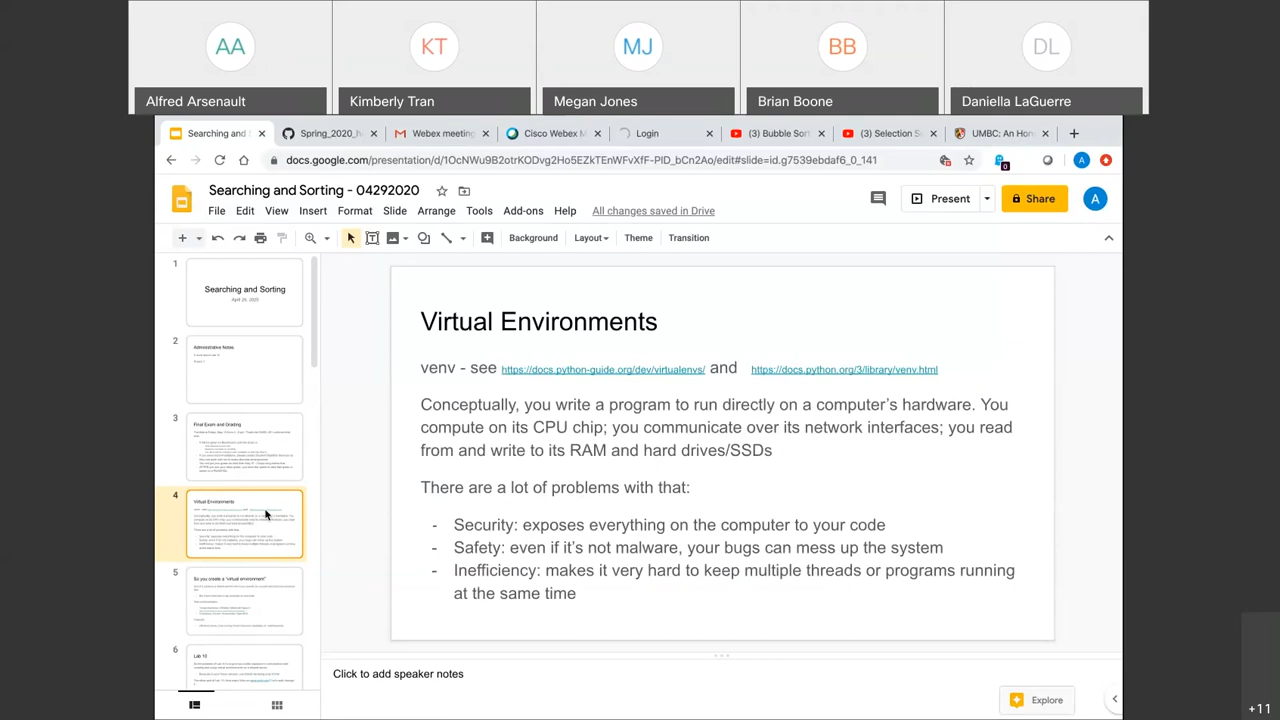 AA
KT
MJ
BB
DL
Alfred Arsenault
Kimberly Tran
Megan Jones
Brian Boone
Daniella LaGuerre
Searching and
Spring_2020_h
Webex meeting
Cisco Webex M
Login
(3) Bubble Sor
(3) Selection S
UMBC: An Hon
docs.google.com/presentation/d/1OcNWu9B2otrKODvg2Ho5EZkTEnWFvXfF-PID_bCn2Ao/edit#slide=id.g7539ebdaf6_0_141
A
0
Searching and Sorting - 04292020
File Edit View Insert Format Slide Arrange Tools Add-ons Help All changes saved in Drive
Present
Share
A
Background Layout Theme Transition
1
Searching and Sorting
April 29, 2020
2
Administrative Notes
3
Final Exam and Grading
4
Virtual Environments
5
So you create a "virtual environment"
6
Lab 10
Virtual Environments
venv - see https://docs.python-guide.org/dev/virtualenvs/ and https://docs.python.org/3/library/venv.html
Conceptually, you write a program to run directly on a computer's hardware. You
compute on its CPU chip; you communicate over its network interfaces; you read
from and write to its RAM and hard drives/SSDs
There are a lot of problems with that:
- Security: exposes everything on the computer to your code
- Safety: even if it's not malware, your bugs can mess up the system
- Inefficiency: makes it very hard to keep multiple threads or programs running
at the same time
Click to add speaker notes
Explore
+11